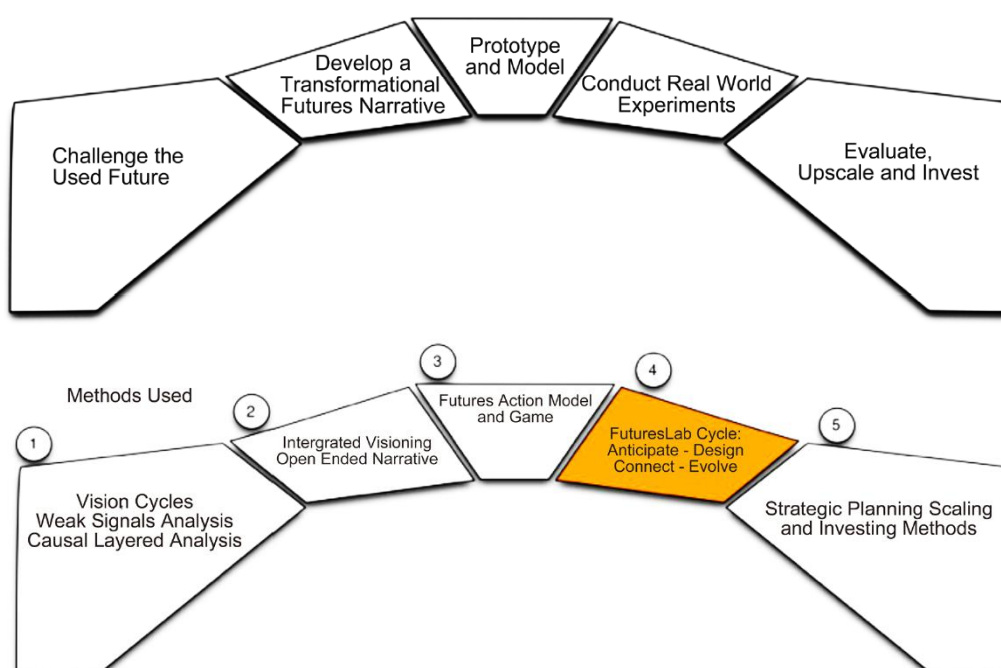 Challenge the
Used Future
Develop a
Transformational
Futures Narrative
Prototype
and Model
Conduct Real World
Experiments
Evaluate,
Upscale and Invest
Methods Used
1
Vision Cycles
Weak Signals Analysis
Causal Layered Analysis
2
Intergrated Visioning
Open Ended Narrative
3
Futures Action Model
and Game
4
FuturesLab Cycle:
Anticipate - Design
Connect - Evolve
5
Strategic Planning Scaling
and Investing Methods